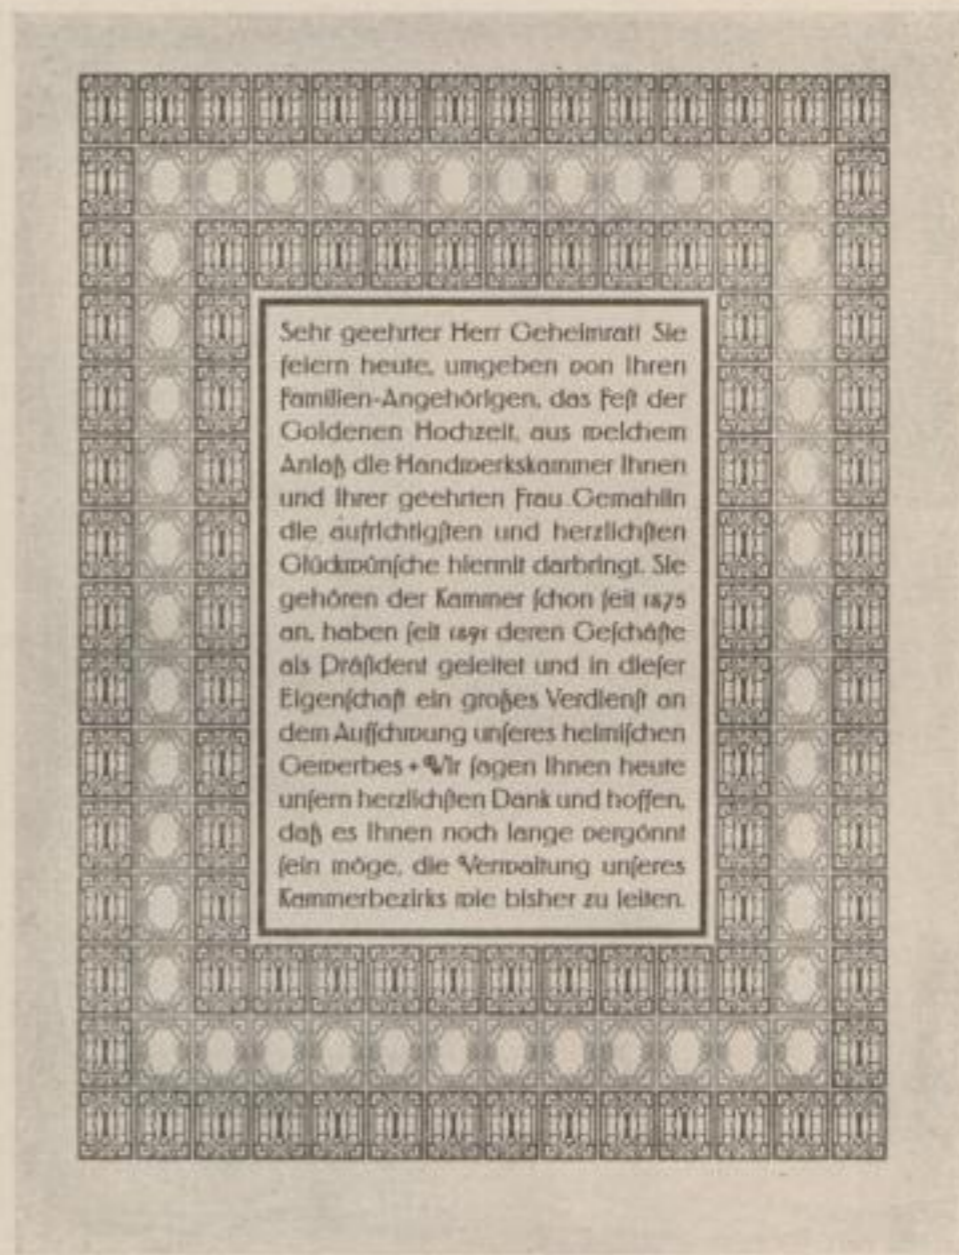 Sehr geehrter Herr Geheimrat! Sie
feiern heute, umgeben von Ihren
Familien-Angehörigen, das Feſt der
Goldenen Hochzeit, aus welchem
Anlaß die Handwerkskammer Ihnen
und Ihrer geehrten Frau Gemahlin
die aufrichtigſten und herzlichſten
Glückwünſche hiermit darbringt. Sie
gehören der Kammer ſchon ſeit 1875
an, haben ſeit 1891 deren Geſchäfte
als Präſident geleitet und in dieſer
Eigenſchaft ein großes Verdienſt an
dem Aufſchwung unſeres heimiſchen
Gewerbes + Wir ſagen Ihnen heute
unſern herzlichſten Dank und hoffen,
daß es Ihnen noch lange vergönnt
ſein möge, die Verwaltung unſeres
Kammerbezirks wie bisher zu leiten.